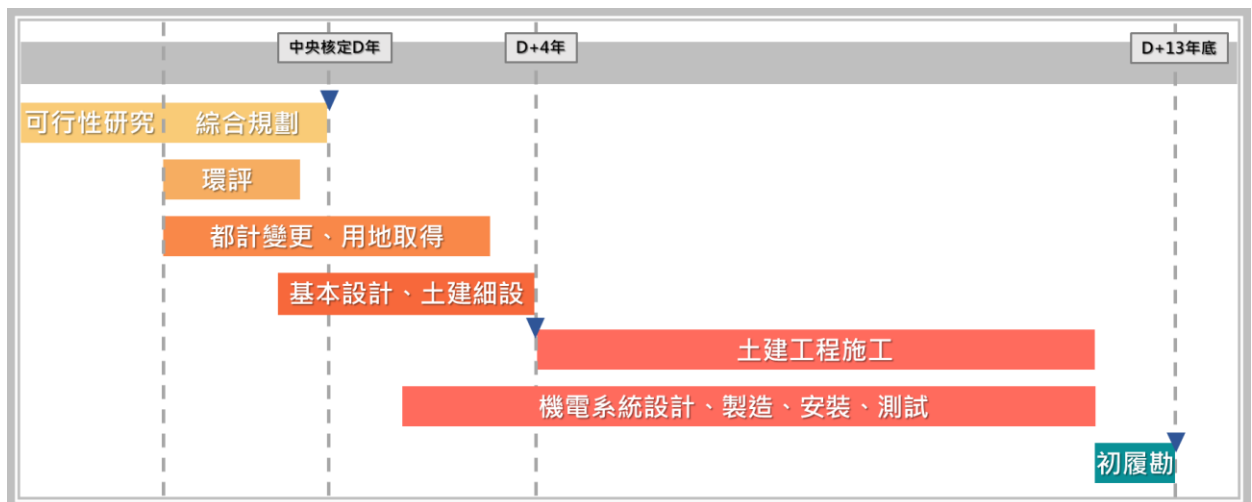 中央核定D年
D+4年
D+13年底
可行性研究
綜合規劃
環評
都計變更、用地取得
基本設計、土建細設
土建工程施工
機電系統設計、製造、安裝、測試
初履勘